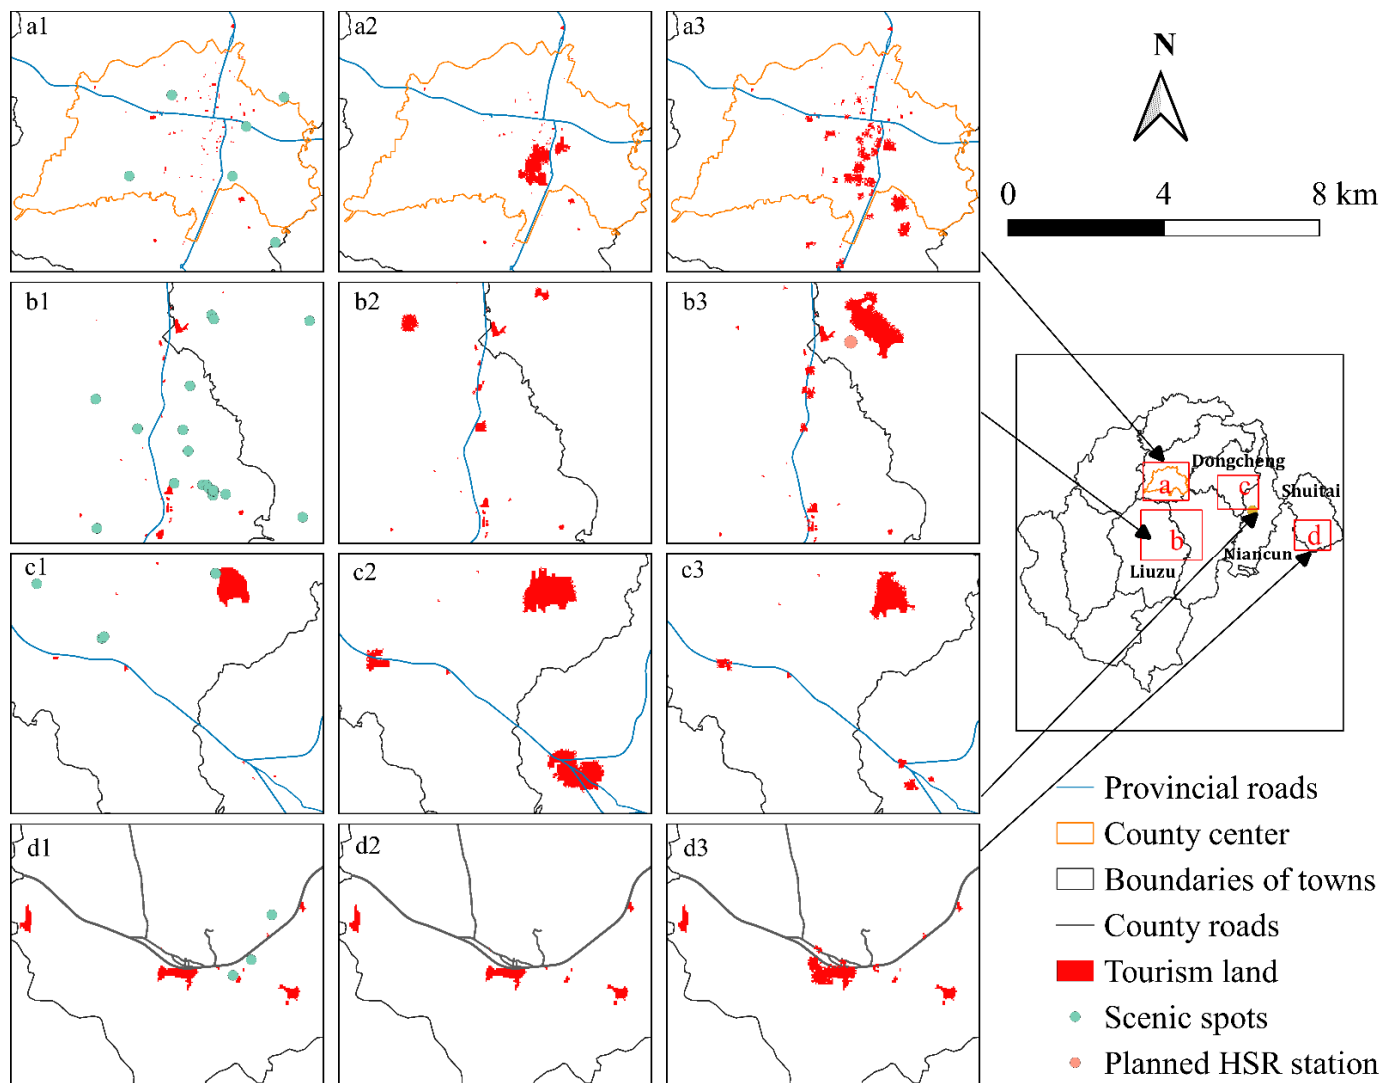 a1
a2
a3
N
0 4 8 km
b1
b2
b3
Dongcheng
a
c
Shuitai
d
b
Niancun
Liuzu
c1
c2
c3
Provincial roads
County center
Boundaries of towns
County roads
Tourism land
Scenic spots
Planned HSR station
d1
d2
d3